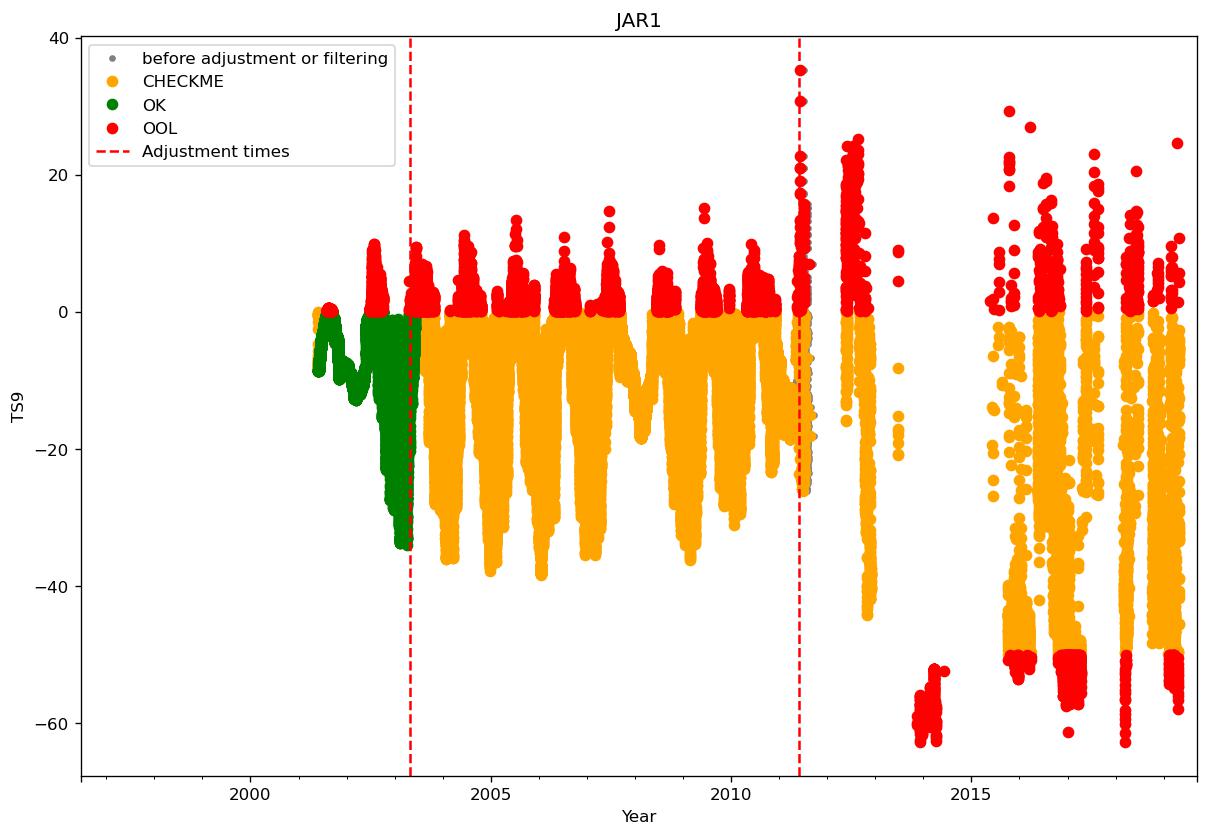 JAR1
before adjustment or filtering
CHECKME
OK
OOL
Adjustment times
40
20
0
−20
−40
−60
TS9
2000 2005 2010 2015
Year